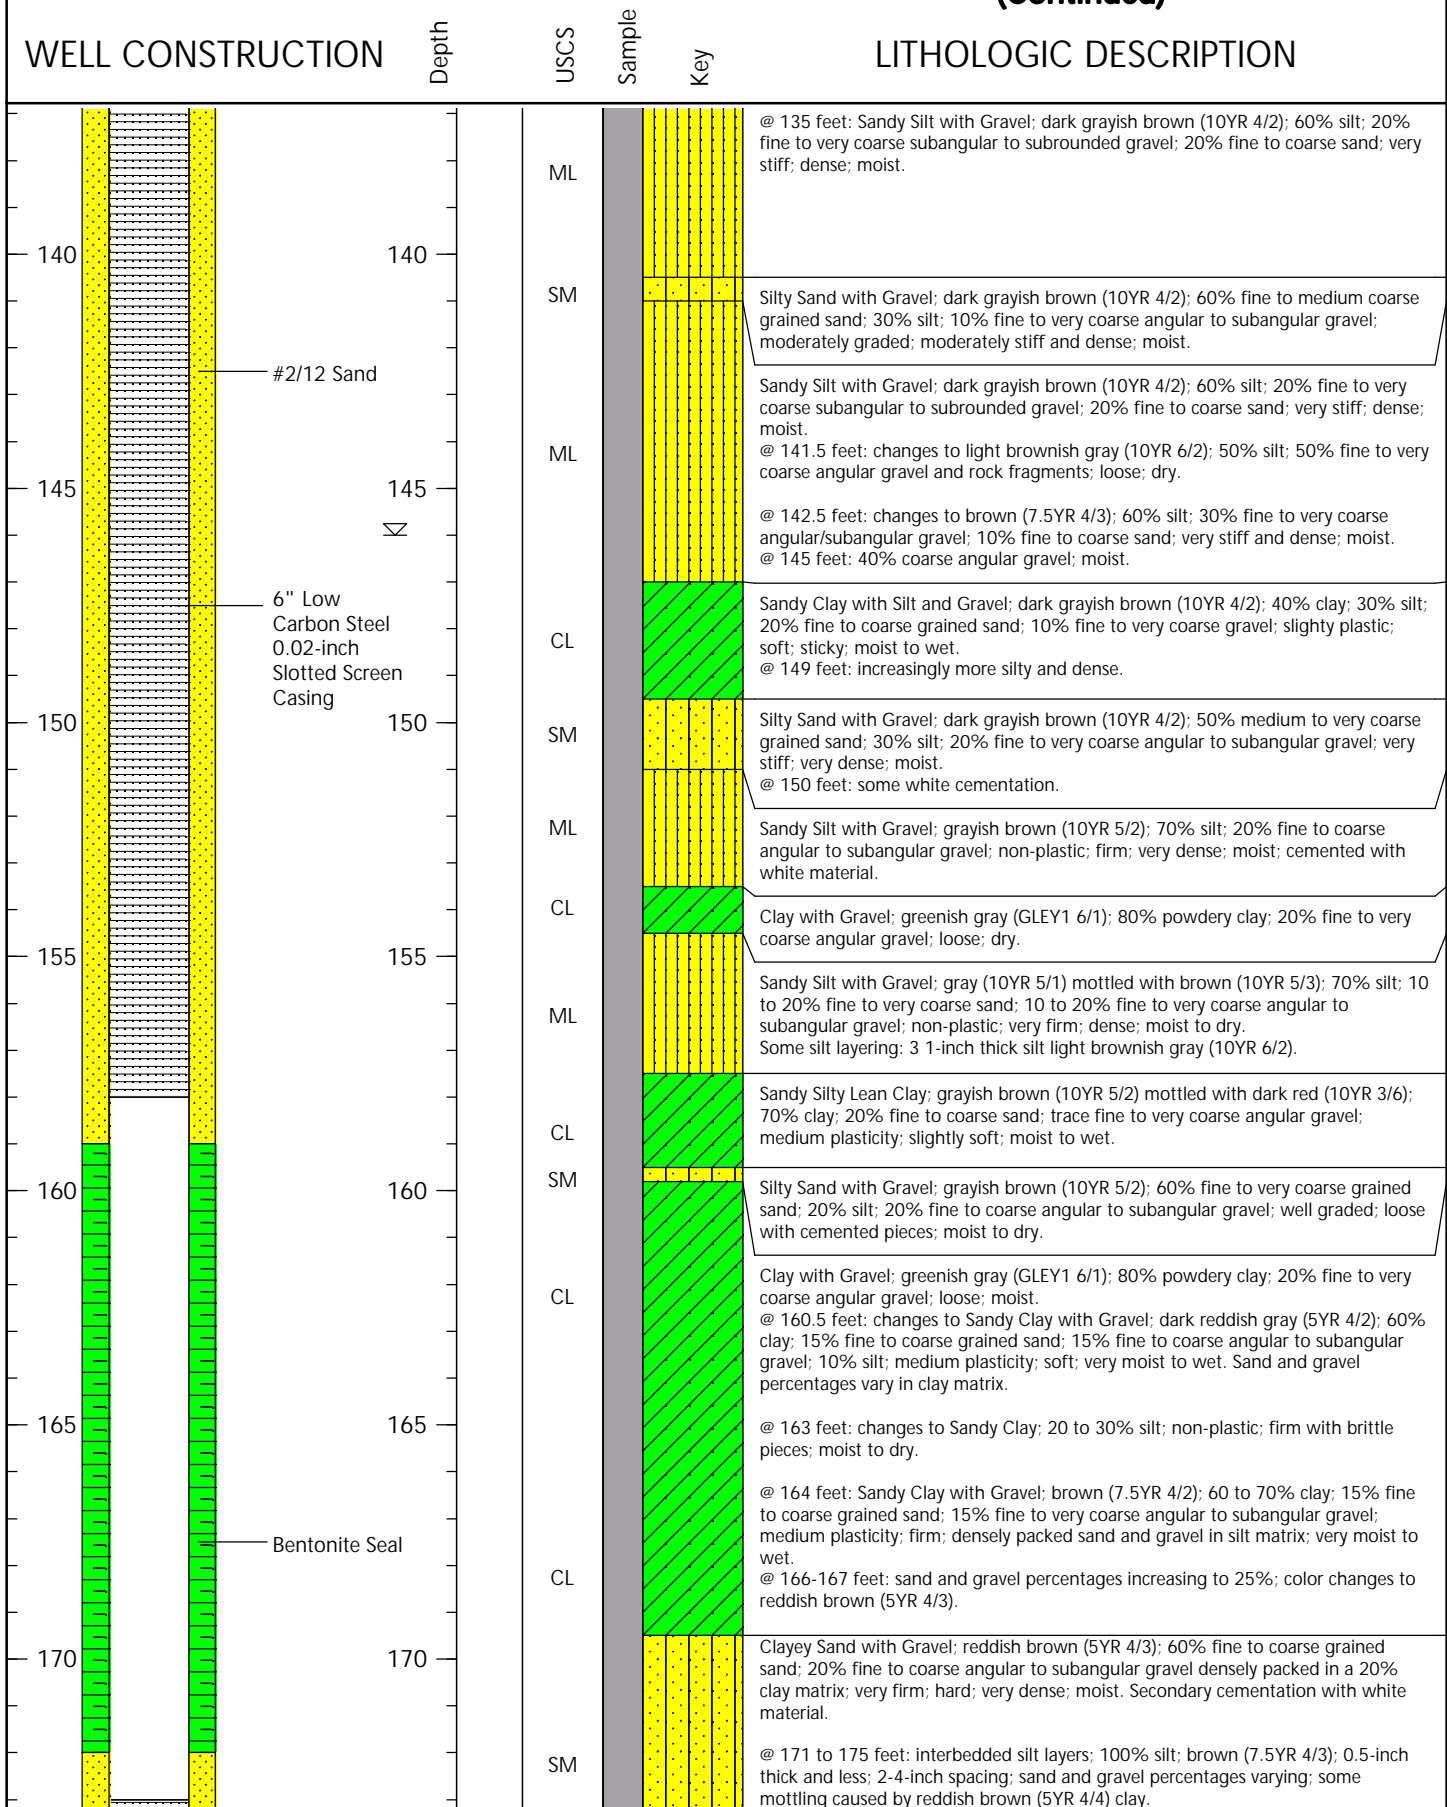 (Continued)
WELL CONSTRUCTION
Depth
USCS
Sample
Key
LITHOLOGIC DESCRIPTION
@ 135 feet: Sandy Silt with Gravel; dark grayish brown (10YR 4/2); 60% silt; 20%
fine to very coarse subangular to subrounded gravel; 20% fine to coarse sand; very
stiff; dense; moist.
ML
140
140
SM
Silty Sand with Gravel; dark grayish brown (10YR 4/2); 60% fine to medium coarse
grained sand; 30% silt; 10% fine to very coarse angular to subangular gravel;
moderately graded; moderately stiff and dense; moist.
#2/12 Sand
Sandy Silt with Gravel; dark grayish brown (10YR 4/2); 60% silt; 20% fine to very
coarse subangular to subrounded gravel; 20% fine to coarse sand; very stiff; dense;
moist.
@ 141.5 feet: changes to light brownish gray (10YR 6/2); 50% silt; 50% fine to very
coarse angular gravel and rock fragments; loose; dry.
ML
145
145
@ 142.5 feet: changes to brown (7.5YR 4/3); 60% silt; 30% fine to very coarse
angular/subangular gravel; 10% fine to coarse sand; very stiff and dense; moist.
@ 145 feet: 40% coarse angular gravel; moist.
6" Low
Carbon Steel
0.02-inch
Slotted Screen
Casing
CL
Sandy Clay with Silt and Gravel; dark grayish brown (10YR 4/2); 40% clay; 30% silt;
20% fine to coarse grained sand; 10% fine to very coarse gravel; slighty plastic;
soft; sticky; moist to wet.
@ 149 feet: increasingly more silty and dense.
150
150
SM
Silty Sand with Gravel; dark grayish brown (10YR 4/2); 50% medium to very coarse
grained sand; 30% silt; 20% fine to very coarse angular to subangular gravel; very
stiff; very dense; moist.
@ 150 feet: some white cementation.
ML
Sandy Silt with Gravel; grayish brown (10YR 5/2); 70% silt; 20% fine to coarse
angular to subangular gravel; non-plastic; firm; very dense; moist; cemented with
white material.
CL
Clay with Gravel; greenish gray (GLEY1 6/1); 80% powdery clay; 20% fine to very
coarse angular gravel; loose; dry.
155
155
ML
Sandy Silt with Gravel; gray (10YR 5/1) mottled with brown (10YR 5/3); 70% silt; 10
to 20% fine to very coarse sand; 10 to 20% fine to very coarse angular to
subangular gravel; non-plastic; very firm; dense; moist to dry.
Some silt layering: 3 1-inch thick silt light brownish gray (10YR 6/2).
CL
Sandy Silty Lean Clay; grayish brown (10YR 5/2) mottled with dark red (10YR 3/6);
70% clay; 20% fine to coarse sand; trace fine to very coarse angular gravel;
medium plasticity; slightly soft; moist to wet.
160
160
SM
Silty Sand with Gravel; grayish brown (10YR 5/2); 60% fine to very coarse grained
sand; 20% silt; 20% fine to coarse angular to subangular gravel; well graded; loose
with cemented pieces; moist to dry.
CL
Clay with Gravel; greenish gray (GLEY1 6/1); 80% powdery clay; 20% fine to very
coarse angular gravel; loose; moist.
@ 160.5 feet: changes to Sandy Clay with Gravel; dark reddish gray (5YR 4/2); 60%
clay; 15% fine to coarse grained sand; 15% fine to coarse angular to subangular
gravel; 10% silt; medium plasticity; soft; very moist to wet. Sand and gravel
percentages vary in clay matrix.
165
165
@ 163 feet: changes to Sandy Clay; 20 to 30% silt; non-plastic; firm with brittle
pieces; moist to dry.
@ 164 feet: Sandy Clay with Gravel; brown (7.5YR 4/2); 60 to 70% clay; 15% fine
to coarse grained sand; 15% fine to very coarse angular to subangular gravel;
medium plasticity; firm; densely packed sand and gravel in silt matrix; very moist to
wet.
@ 166-167 feet: sand and gravel percentages increasing to 25%; color changes to
reddish brown (5YR 4/3).
Bentonite Seal
CL
170
170
Clayey Sand with Gravel; reddish brown (5YR 4/3); 60% fine to coarse grained
sand; 20% fine to coarse angular to subangular gravel densely packed in a 20%
clay matrix; very firm; hard; very dense; moist. Secondary cementation with white
material.
SM
@ 171 to 175 feet: interbedded silt layers; 100% silt; brown (7.5YR 4/3); 0.5-inch
thick and less; 2-4-inch spacing; sand and gravel percentages varying; some
mottling caused by reddish brown (5YR 4/4) clay.